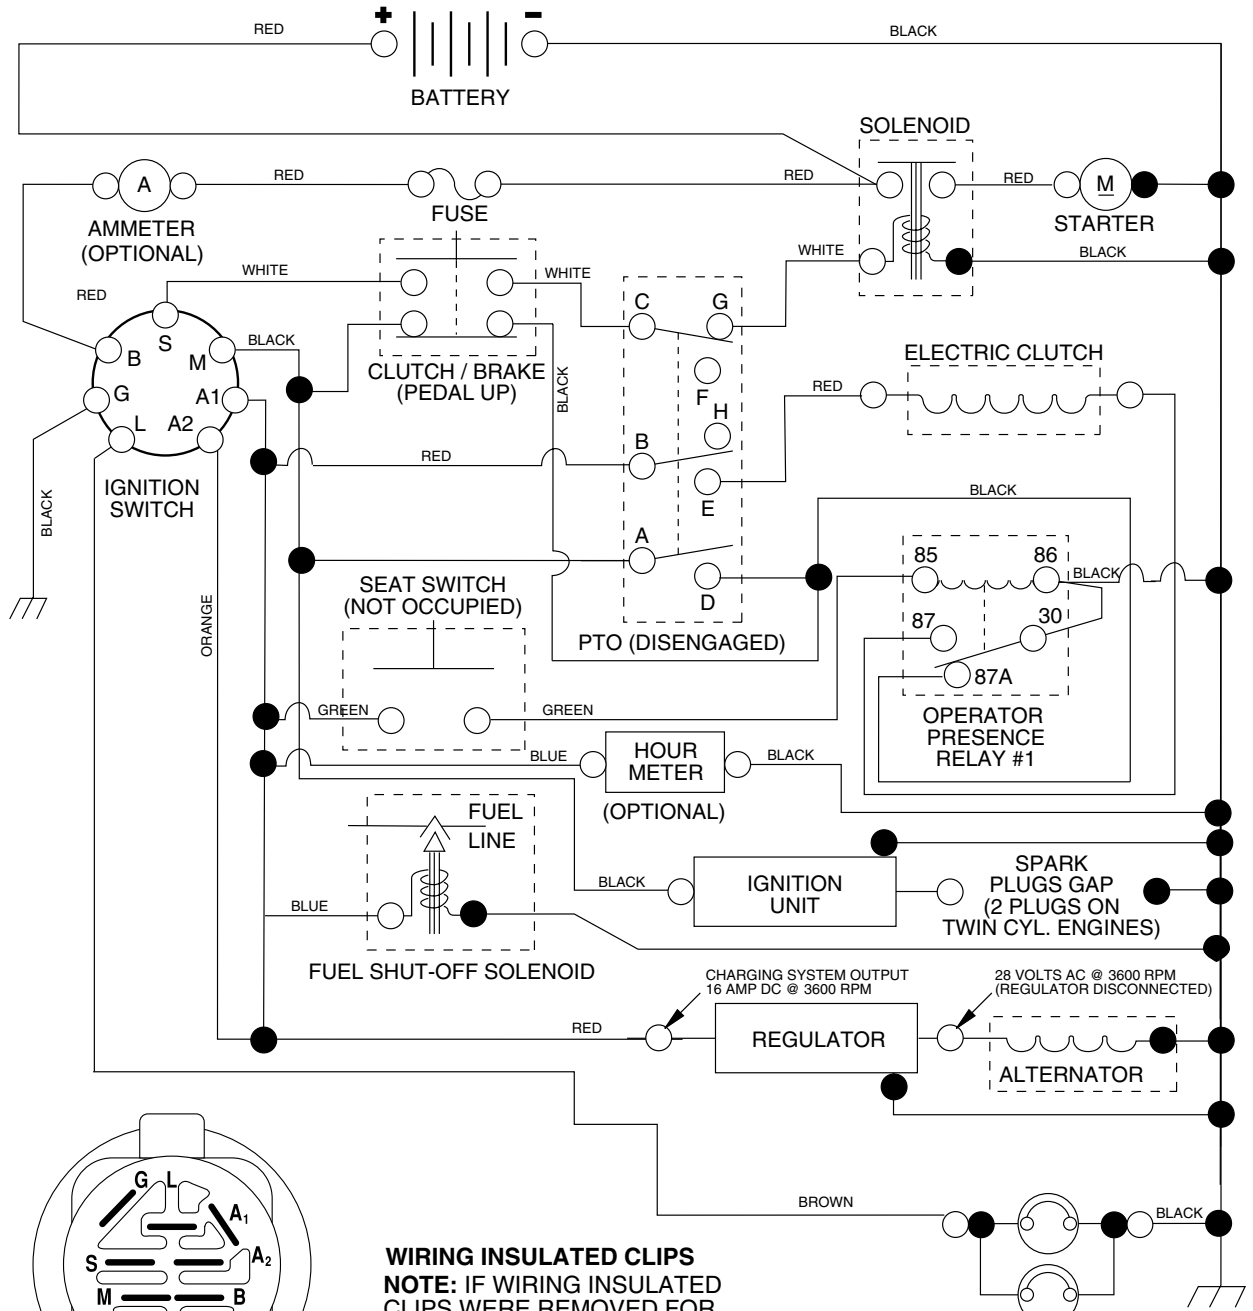 + −
RED
BLACK
BATTERY
SOLENOID
A
RED
RED
RED
M
FUSE
STARTER
AMMETER
(OPTIONAL)
WHITE
BLACK
WHITE
WHITE
RED
C G
S
B
M
BLACK
CLUTCH / BRAKE
(PEDAL UP)
BLACK
ELECTRIC CLUTCH
G
A1
F
RED
H
L A2
B
RED
IGNITION
SWITCH
BLACK
E
BLACK
A
85 86
SEAT SWITCH
(NOT OCCUPIED)
BLACK
D
ORANGE
87 30
PTO (DISENGAGED)
87A
GREEN
GREEN
OPERATOR
PRESENCE
RELAY #1
BLUE
HOUR
METER
BLACK
(OPTIONAL)
FUEL
LINE
BLACK
IGNITION
UNIT
SPARK
PLUGS GAP
(2 PLUGS ON
TWIN CYL. ENGINES)
BLUE
FUEL SHUT-OFF SOLENOID
CHARGING SYSTEM OUTPUT
16 AMP DC @ 3600 RPM
28 VOLTS AC @ 3600 RPM
(REGULATOR DISCONNECTED)
RED
REGULATOR
ALTERNATOR
BROWN
BLACK
G L
A1
S
A2
M B
WIRING INSULATED CLIPS
NOTE: IF WIRING INSULATED
CLIPS WERE REMOVED FOR